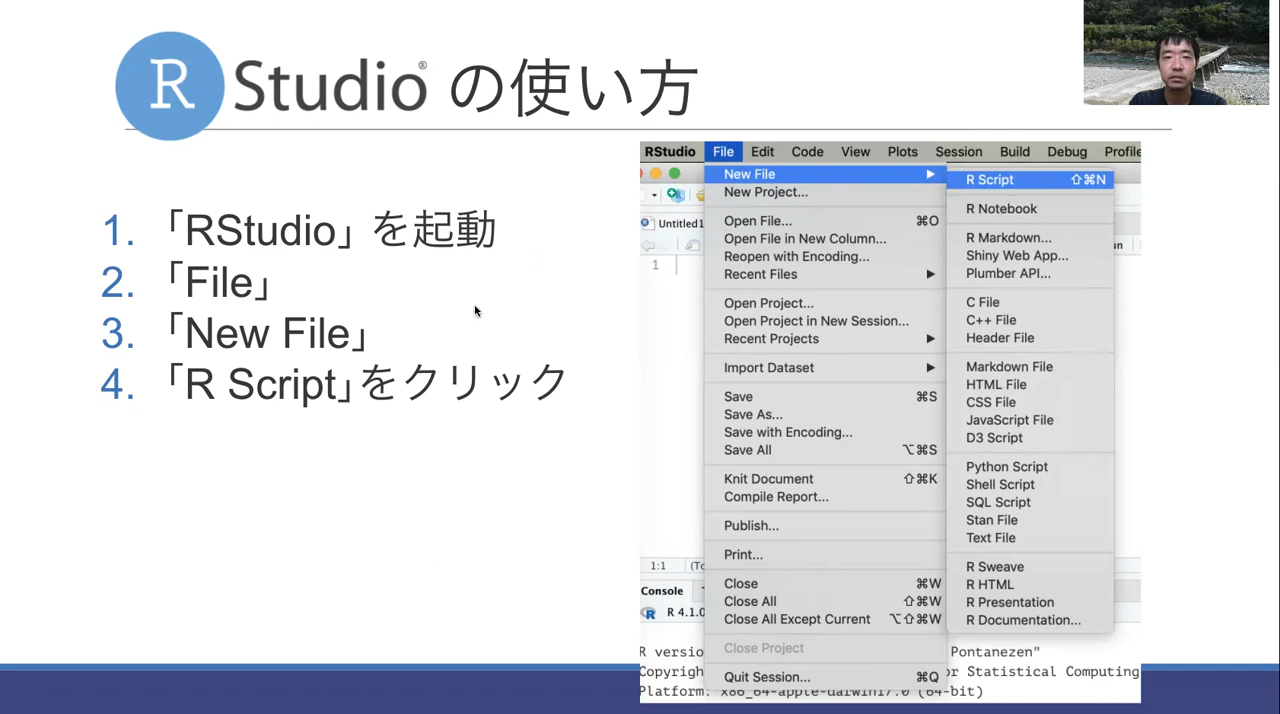 R Studio® の使い方
1. 「RStudio」を起動
2. 「File」
3. 「New File」
4. 「R Script」をクリック
RStudio File Edit Code View Plots Session Build Debug Profile
New File ▶
New Project...
Untitled1
Open File... ⌘O
Open File in New Column...
Reopen with Encoding...
1
Recent Files ▶
Open Project...
Open Project in New Session...
Recent Projects ▶
Import Dataset ▶
Save ⌘S
Save As...
Save with Encoding...
Save All ⌥⌘S
Knit Document ⇧⌘K
Compile Report...
Publish...
Print...
1:1 (To
Close ⌘W
Close All ⇧⌘W
Close All Except Current ⌥⇧⌘W
Close Project
Quit Session... ⌘Q
R Script ⇧⌘N
R Notebook
R Markdown...
Shiny Web App...
Plumber API...
C File
C++ File
Header File
Markdown File
HTML File
CSS File
JavaScript File
D3 Script
Python Script
Shell Script
SQL Script
Stan File
Text File
R Sweave
R HTML
R Presentation
R Documentation...
Console
R 4.1.0
R versio Pontanezen"
Copyrigh or Statistical Computing
Platform: x86_64-apple-darwin17.0 (64-bit)